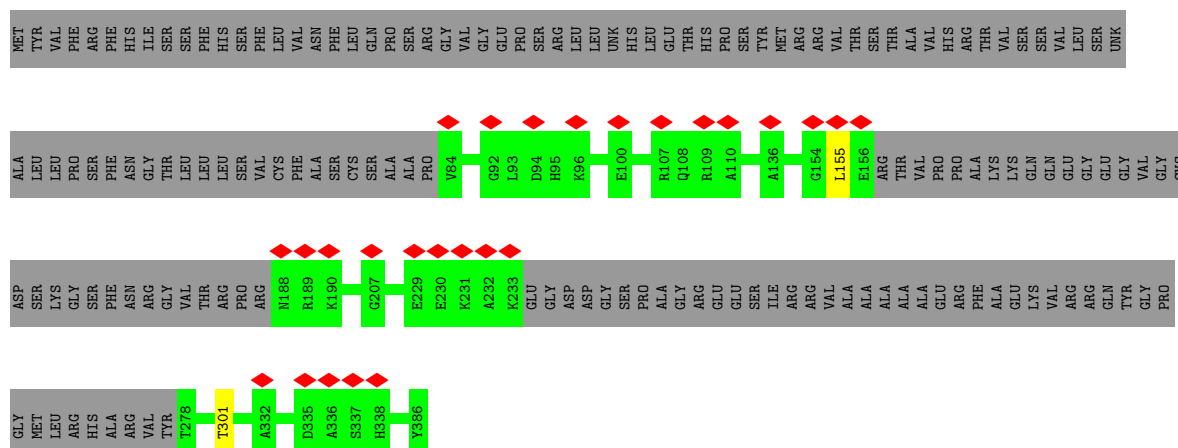 MET TYR VAL PHE ARG PHE HIS ILE SER SER PHE HIS SER PHE LEU VAL ASN PHE LEU GLN PRO SER ARG GLY VAL GLY GLU PRO SER ARG LEU LEU UNK HIS LEU GLU THR HIS PRO SER TYR MET ARG ARG VAL THR SER THR ALA VAL HIS ARG THR VAL SER SER VAL LEU SER UNK
ALA LEU LEU PRO SER PHE ASN GLY THR LEU LEU LEU SER VAL CYS PHE ALA SER CYS SER ALA ALA PRO V84 G92 L93 D94 H95 K96 E100 R107 Q108 R109 A110 A136 G154 L155 E156 ARG THR VAL PRO PRO ALA LYS LYS GLN GLN GLU GLY GLU GLY VAL GLY
ASP SER LYS GLY SER PHE ASN ARG GLY VAL THR ARG PRO ARG N188 R189 K190 G207 E229 E230 K231 A232 K233 GLU GLY ASP ASP GLY SER PRO ALA GLY ARG GLU GLU SER ILE ARG ARG VAL ALA ALA ALA ALA ALA GLU ARG PHE ALA GLU LYS VAL ARG ARG GLN TYR GLY PRO
GLY MET LEU ARG HIS ALA ARG VAL TYR T278 T301 A332 D335 A336 S337 H338 Y386